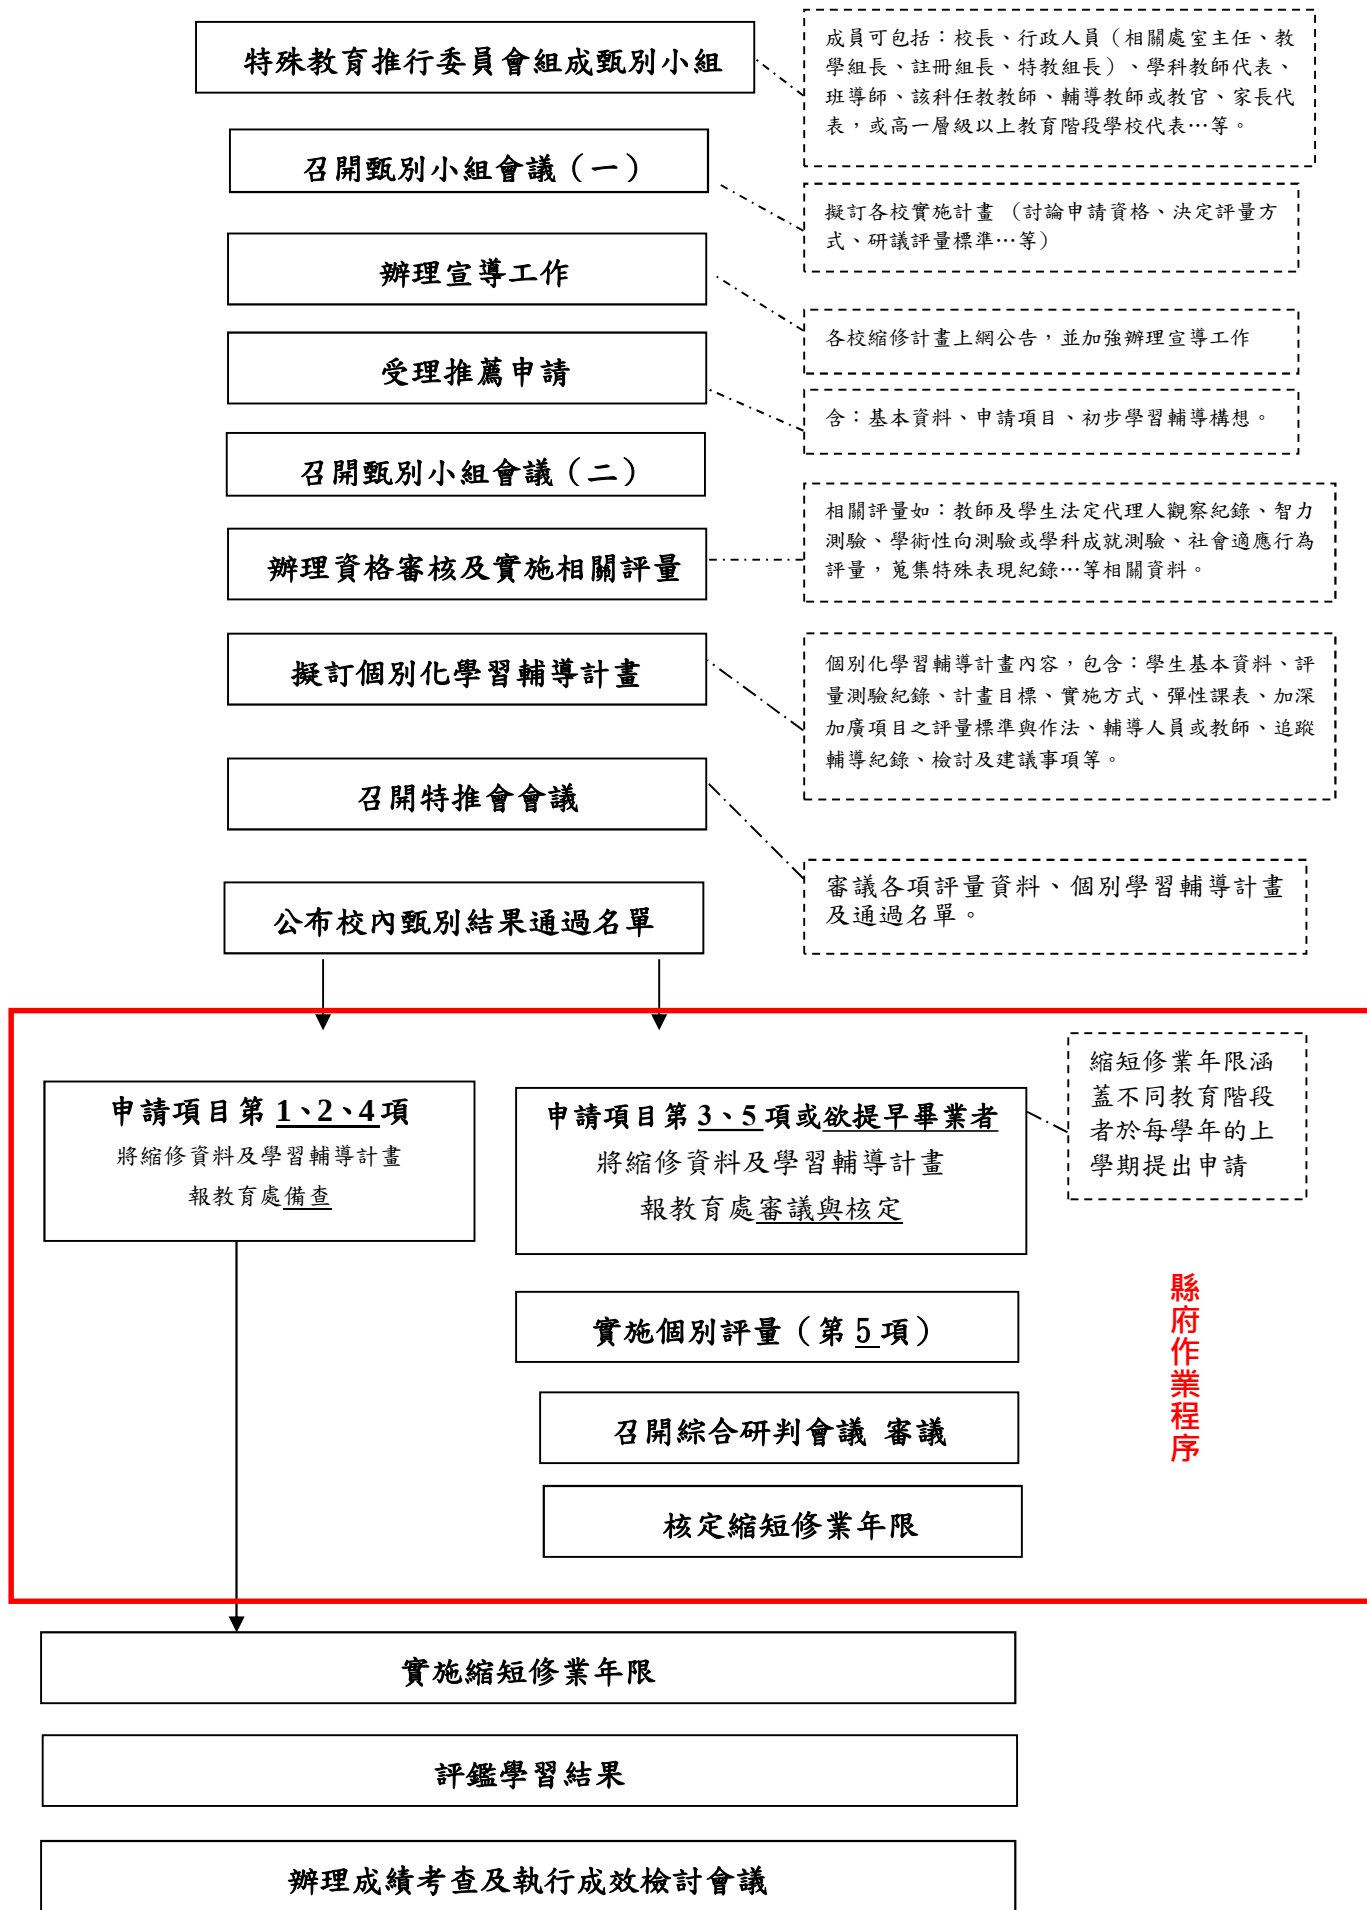 特殊教育推行委員會組成甄別小組
成員可包括：校長、行政人員（相關處室主任、教
學組長、註冊組長、特教組長）、學科教師代表、
班導師、該科任教教師、輔導教師或教官、家長代
表，或高一層級以上教育階段學校代表…等。
召開甄別小組會議（一）
擬訂各校實施計畫 （討論申請資格、決定評量方
式、研議評量標準…等）
辦理宣導工作
各校縮修計畫上網公告，並加強辦理宣導工作
受理推薦申請
含：基本資料、申請項目、初步學習輔導構想。
召開甄別小組會議（二）
辦理資格審核及實施相關評量
相關評量如：教師及學生法定代理人觀察紀錄、智力
測驗、學術性向測驗或學科成就測驗、社會適應行為
評量，蒐集特殊表現紀錄…等相關資料。
擬訂個別化學習輔導計畫
個別化學習輔導計畫內容，包含：學生基本資料、評
量測驗紀錄、計畫目標、實施方式、彈性課表、加深
加廣項目之評量標準與作法、輔導人員或教師、追蹤
輔導紀錄、檢討及建議事項等。
召開特推會會議
審議各項評量資料、個別學習輔導計畫
及通過名單。
公布校內甄別結果通過名單
申請項目第 1、2、4 項
將縮修資料及學習輔導計畫
報教育處備查
申請項目第 3、5 項或欲提早畢業者
將縮修資料及學習輔導計畫
報教育處審議與核定
縮短修業年限涵
蓋不同教育階段
者於每學年的上
學期提出申請
實施個別評量（第 5 項）
召開綜合研判會議 審議
核定縮短修業年限
縣府作業程序
實施縮短修業年限
評鑑學習結果
辦理成績考查及執行成效檢討會議